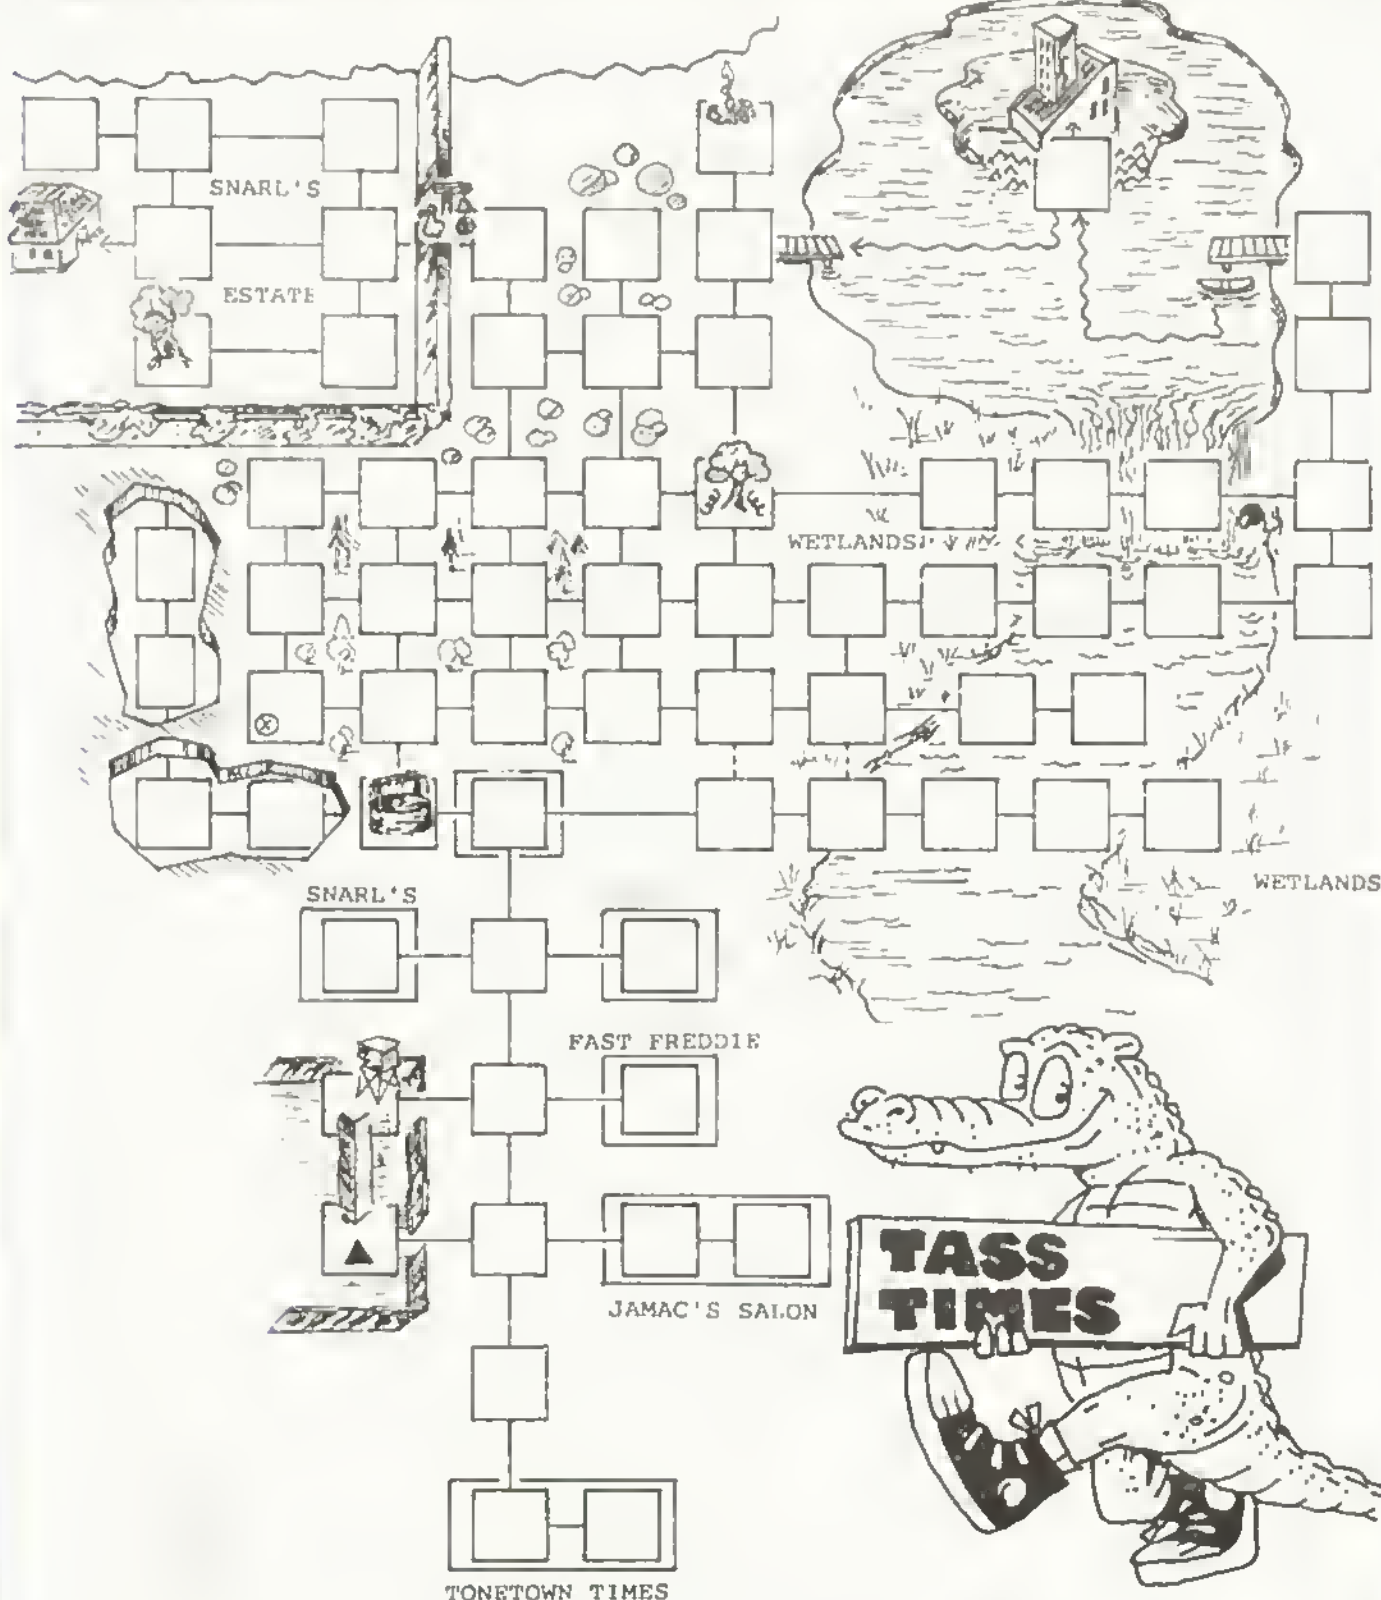 SNARL'S
ESTATE
WETLANDS
WETLANDS
SNARL'S
FAST FREDDIE
TASS
TIMES
JAMAC'S SALON
TONETOWN TIMES